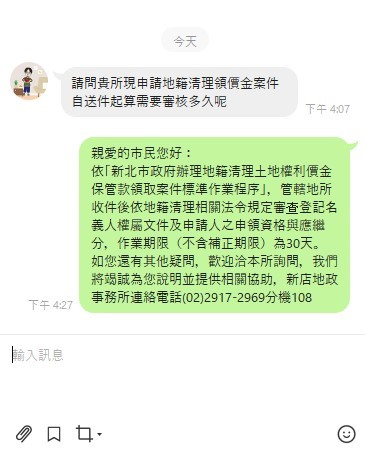 今天
請問貴所現申請地籍清理領價金案件
自送件起算需要審核多久呢
下午 4:07
親愛的市民您好：
依「新北市政府辦理地籍清理土地權利價金
保管款領取案件標準作業程序」，管轄地所
收件後依地籍清理相關法令規定審查登記名
義人權屬文件及申請人之申領資格與應繼
分，作業期限（不含補正期限）為30天。
如您還有其他疑問，歡迎洽本所詢問，我們
將竭誠為您說明並提供相關協助，新店地政
事務所連絡電話(02)2917-2969分機108
下午 4:27
輸入訊息